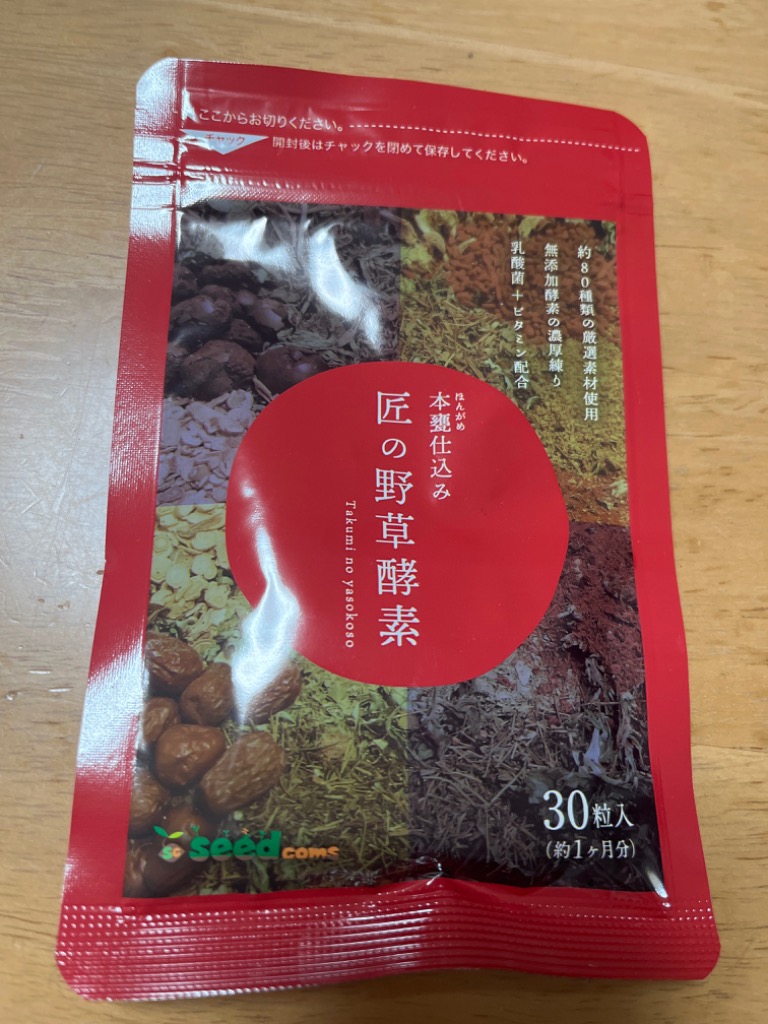 ここからお切りください。
チャック
開封後はチャックを閉めて保存してください。
約80種類の厳選素材使用
無添加酵素の濃厚練り
乳酸菌＋ビタミン配合
ほんがめ
本甕仕込み
匠の野草酵素
Takumi no yasokoso
30粒入
(約1ヶ月分)
seedcoms